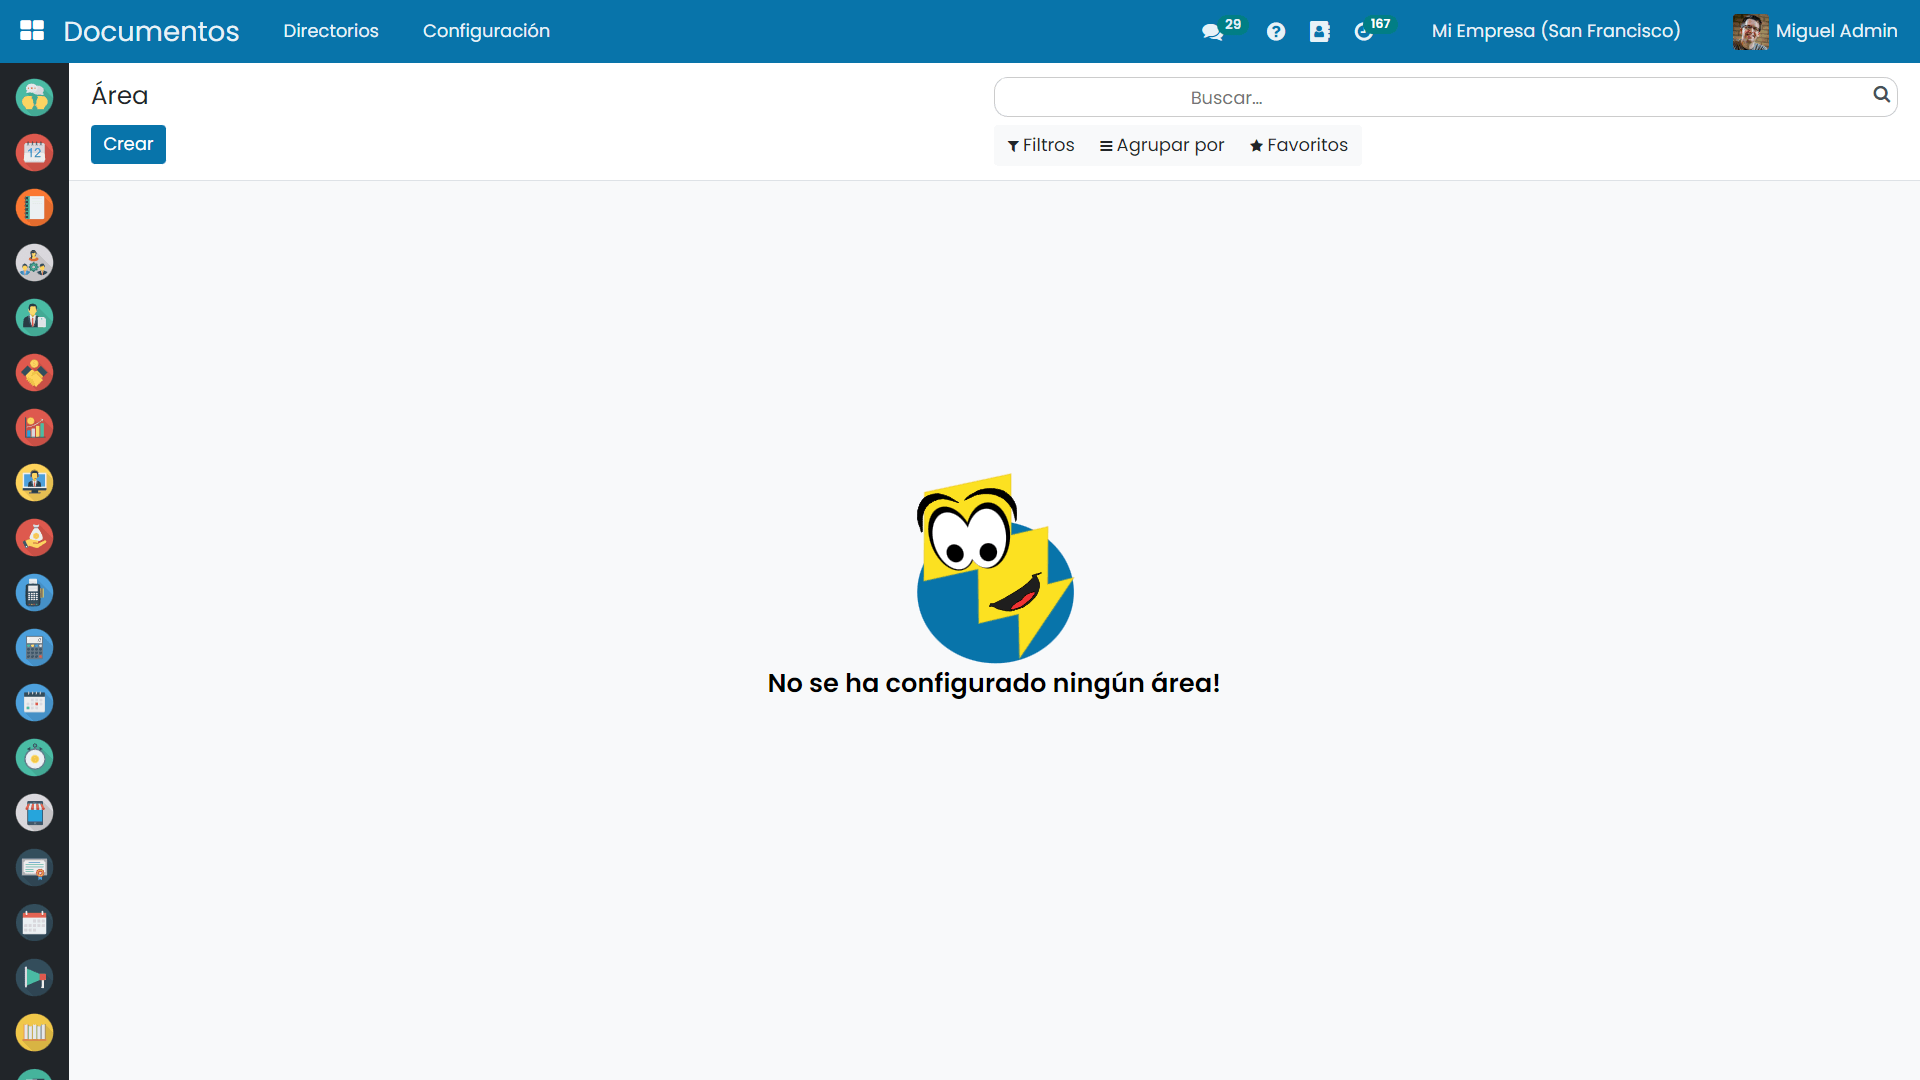 Documentos
Directorios
Configuración
29
167
Mi Empresa (San Francisco)
Miguel Admin
Área
Buscar...
Crear
Filtros
Agrupar por
Favoritos
12
No se ha configurado ningún área!